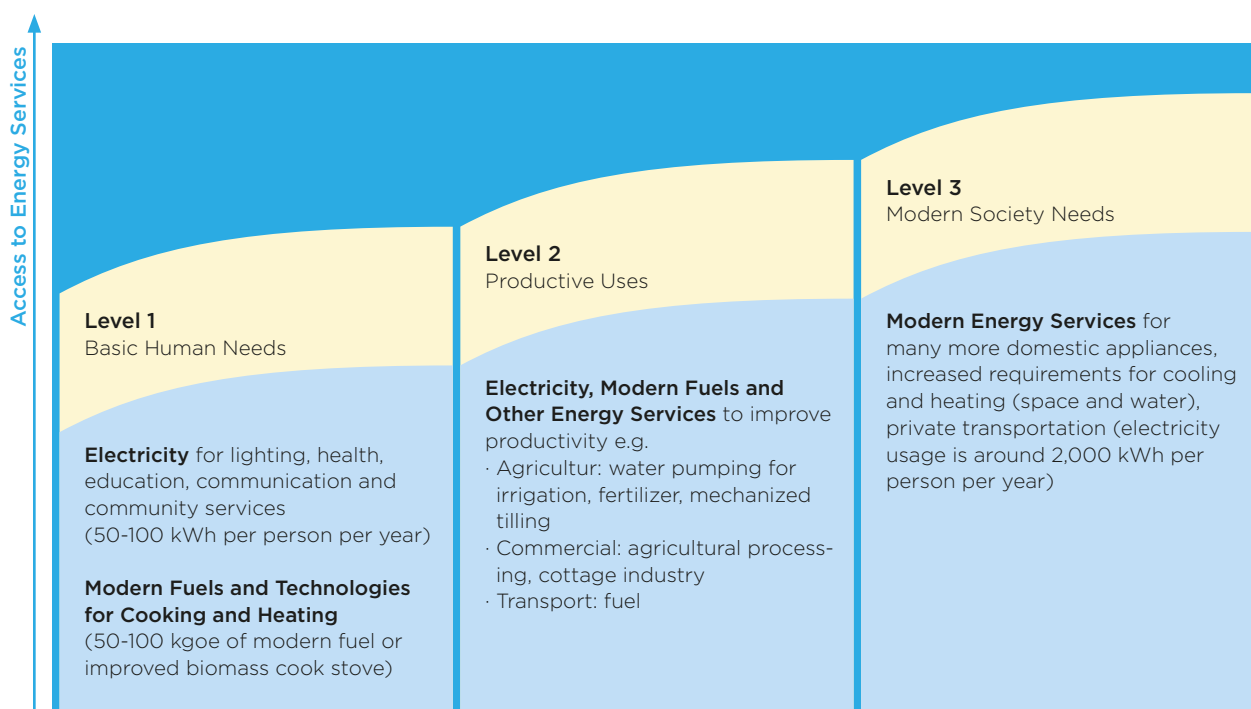 Access to Energy Services
Level 1
Basic Human Needs
Electricity for lighting, health,
education, communication and
community services
(50-100 kWh per person per year)
Modern Fuels and Technologies
for Cooking and Heating
(50-100 kgoe of modern fuel or
improved biomass cook stove)
Level 2
Productive Uses
Electricity, Modern Fuels and
Other Energy Services to improve
productivity e.g.
· Agricultur: water pumping for
irrigation, fertilizer, mechanized
tilling
· Commercial: agricultural process-
ing, cottage industry
· Transport: fuel
Level 3
Modern Society Needs
Modern Energy Services for
many more domestic appliances,
increased requirements for cooling
and heating (space and water),
private transportation (electricity
usage is around 2,000 kWh per
person per year)